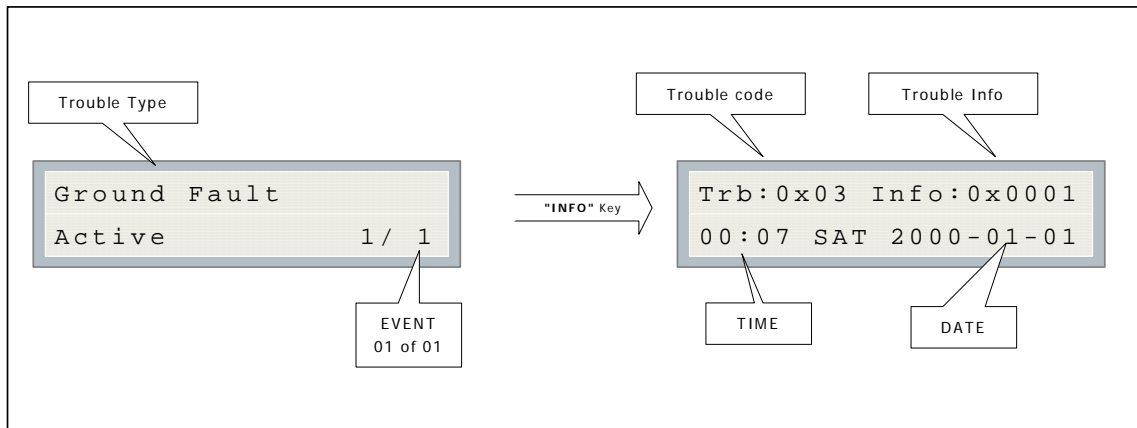 Trouble Type
Ground Fault
Active 1/ 1
EVENT
01 of 01
"INFO" Key
Trouble code
Trouble Info
Trb:0x03 Info:0x0001
00:07 SAT 2000-01-01
TIME
DATE